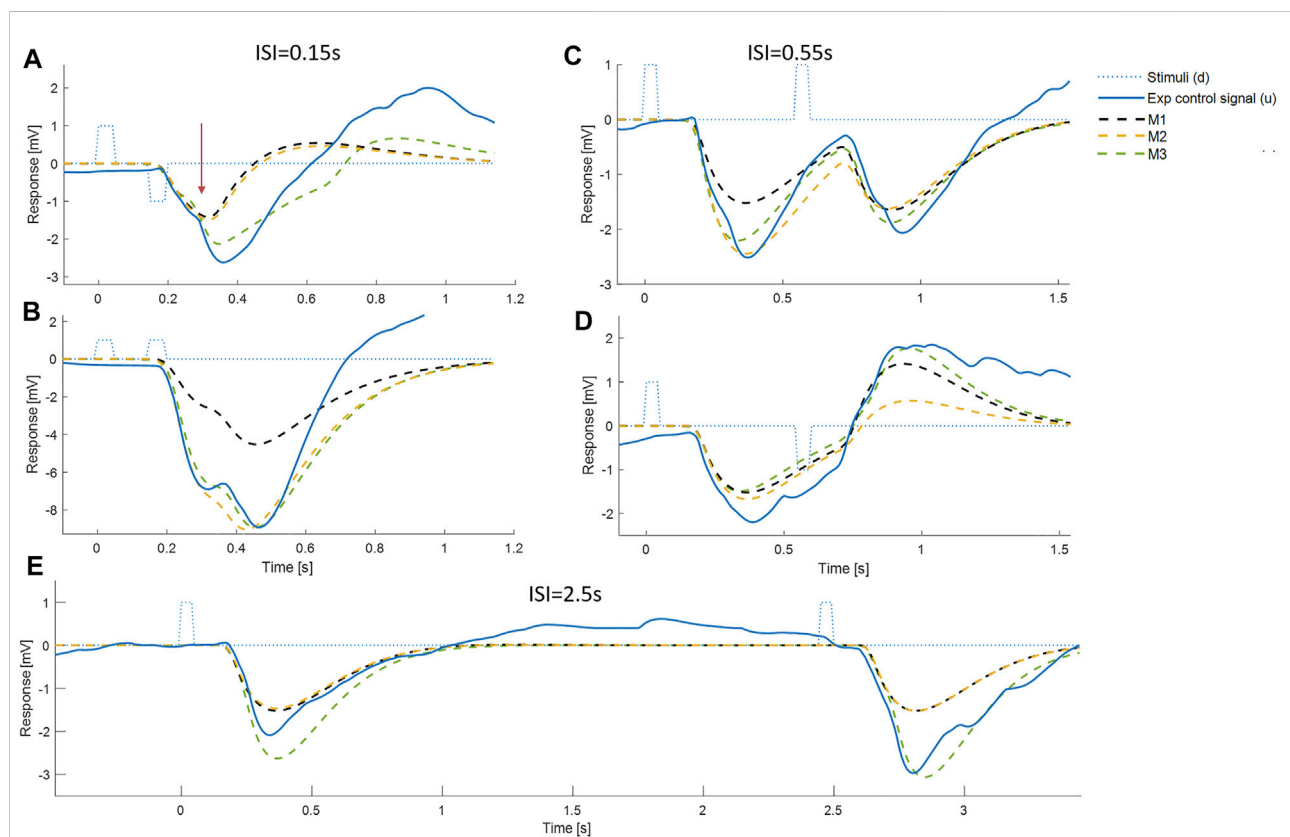 A
ISI=0.15s
Response [mV]
2
1
0
-1
-2
-3
0
0.2
0.4
0.6
0.8
1
1.2
B
Response [mV]
2
0
-2
-4
-6
-8
0
0.2
0.4
0.6
0.8
1
1.2
Time [s]
C
ISI=0.55s
Response [mV]
1
0
-1
-2
-3
0
0.5
1
1.5
Stimuli (d)
Exp control signal (u)
M1
M2
M3
D
Response [mV]
2
1
0
-1
-2
0
0.5
1
1.5
Time [s]
E
ISI=2.5s
Response [mV]
1
0
-1
-2
-3
0
0.5
1
1.5
2
2.5
3
Time [s]